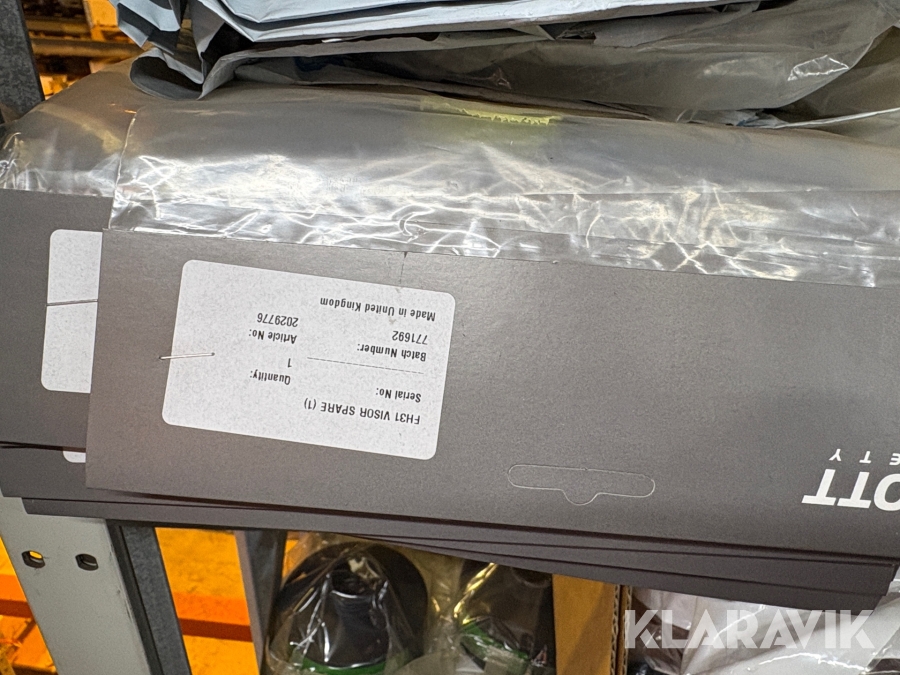 FH31 VISOR SPARE (1)
Serial No:
Quantity:
1
Batch Number:
771692
Article No:
2029776
Made in United Kingdom
OTT
ETY
KLARAVIK